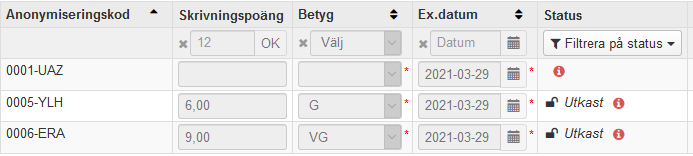 Anonymiseringskod Skrivningspoäng Betyg Ex.datum Status
12 OK Välj Datum Filtrera på status
0001-UAZ * 2021-03-29 *
0005-YLH 6,00 G * 2021-03-29 * Utkast
0006-ERA 9,00 VG * 2021-03-29 * Utkast